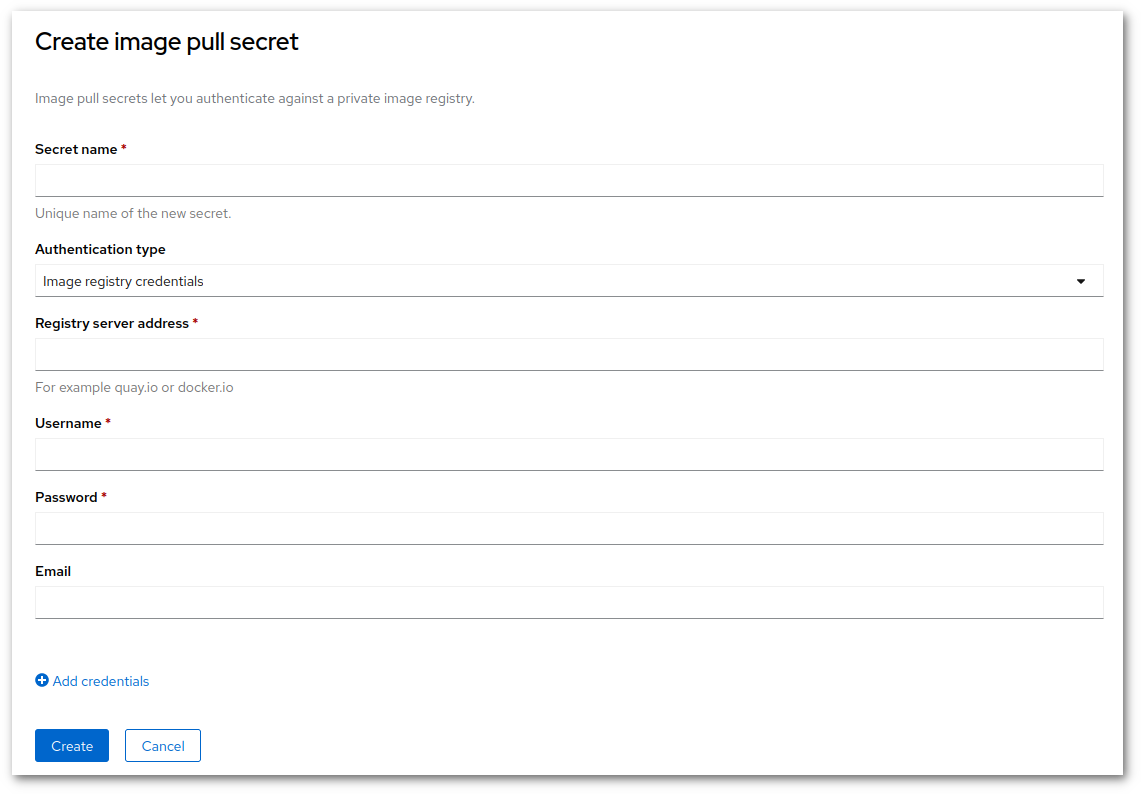 Create image pull secret
Image pull secrets let you authenticate against a private image registry.
Secret name *
Unique name of the new secret.
Authentication type
Image registry credentials
Registry server address *
For example quay.io or docker.io
Username *
Password *
Email
Add credentials
Create Cancel